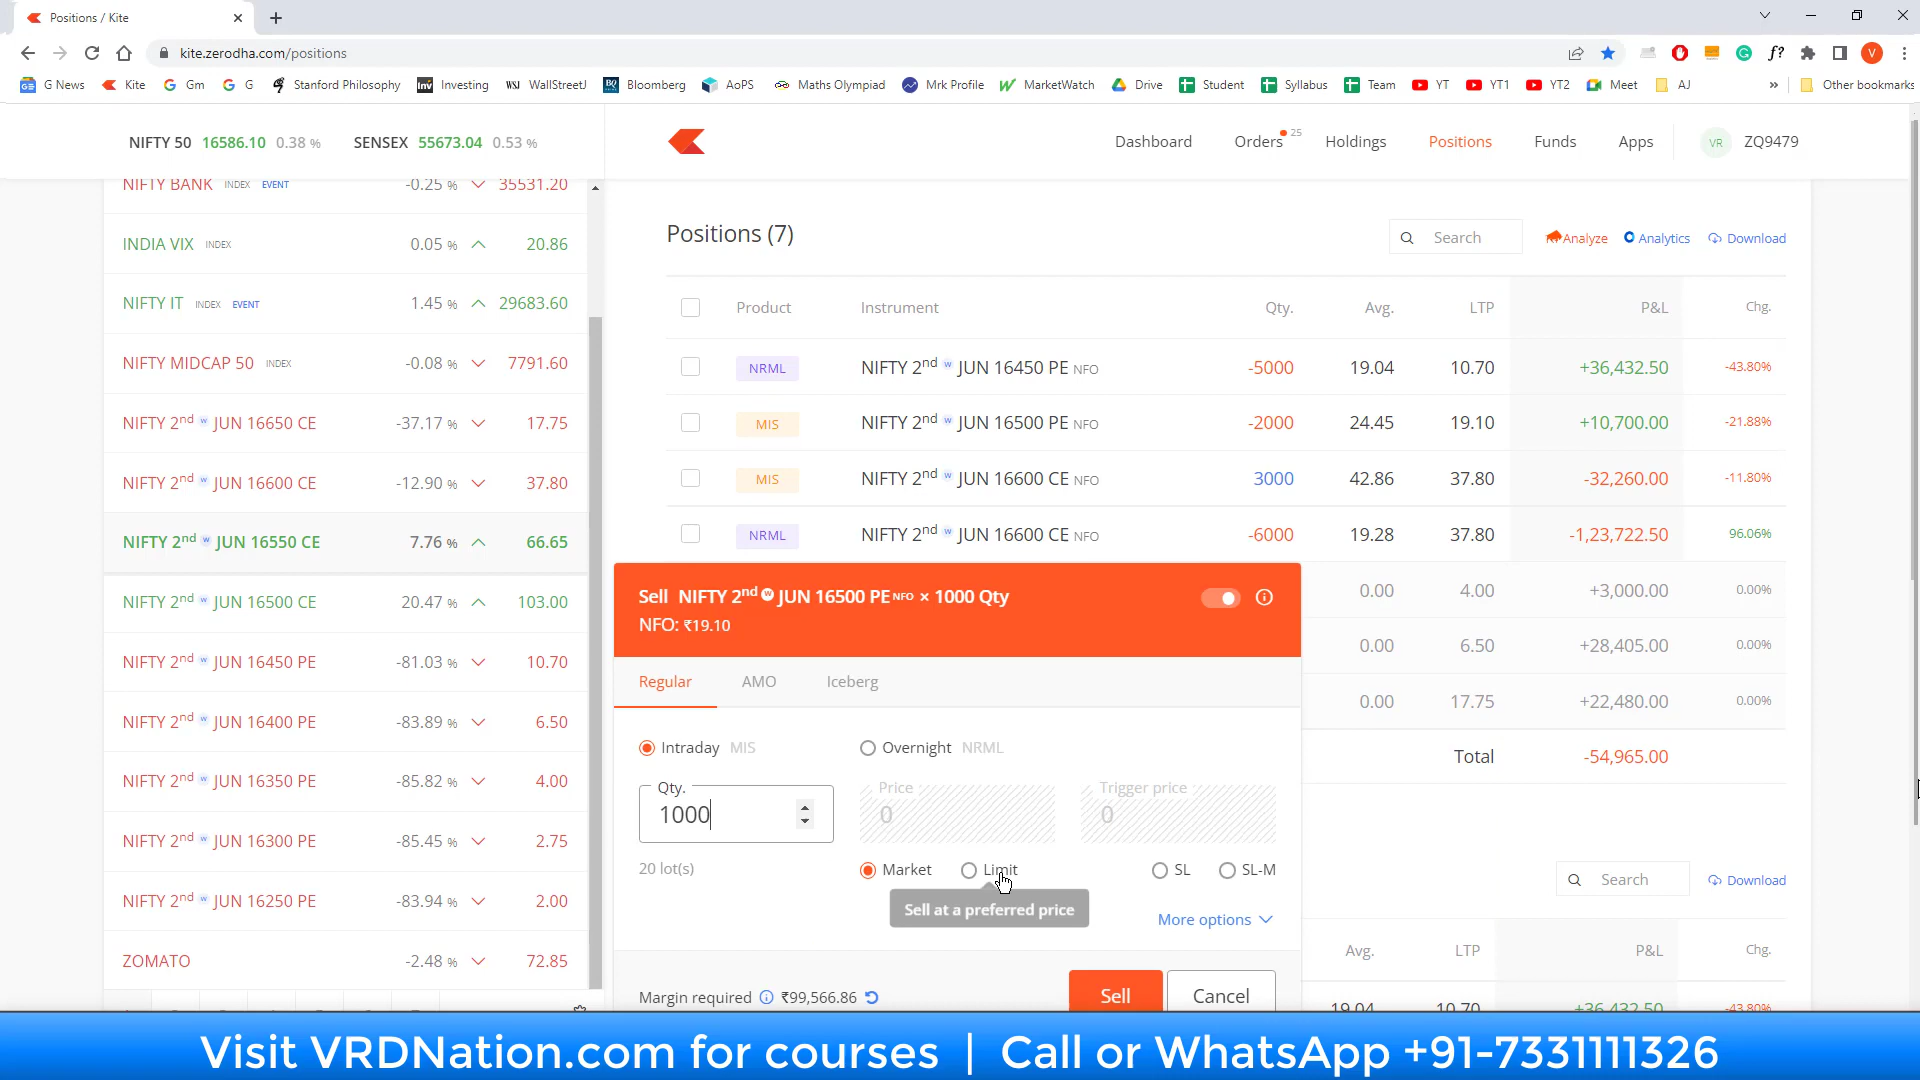 Positions / Kite
kite.zerodha.com/positions
G News Kite Gm G Stanford Philosophy Investing WallStreetJ Bloomberg AoPS Maths Olympiad Mrk Profile MarketWatch Drive Student Syllabus Team YT YT1 YT2 Meet AJ » Other bookmarks
NIFTY 50 16586.10 0.38 % SENSEX 55673.04 0.53 %
Dashboard Orders 25 Holdings Positions Funds Apps VR ZQ9479
NIFTY BANK INDEX EVENT -0.25 % 35531.20
INDIA VIX INDEX 0.05 % 20.86
NIFTY IT INDEX EVENT 1.45 % 29683.60
NIFTY MIDCAP 50 INDEX -0.08 % 7791.60
NIFTY 2nd w JUN 16650 CE -37.17 % 17.75
NIFTY 2nd w JUN 16600 CE -12.90 % 37.80
NIFTY 2nd w JUN 16550 CE 7.76 % 66.65
NIFTY 2nd w JUN 16500 CE 20.47 % 103.00
NIFTY 2nd w JUN 16450 PE -81.03 % 10.70
NIFTY 2nd w JUN 16400 PE -83.89 % 6.50
NIFTY 2nd w JUN 16350 PE -85.82 % 4.00
NIFTY 2nd w JUN 16300 PE -85.45 % 2.75
NIFTY 2nd w JUN 16250 PE -83.94 % 2.00
ZOMATO -2.48 % 72.85
Positions (7)
Search Analyze Analytics Download
Product Instrument Qty. Avg. LTP P&L Chg.
NRML NIFTY 2nd w JUN 16450 PE NFO -5000 19.04 10.70 +36,432.50 -43.80%
MIS NIFTY 2nd w JUN 16500 PE NFO -2000 24.45 19.10 +10,700.00 -21.88%
MIS NIFTY 2nd w JUN 16600 CE NFO 3000 42.86 37.80 -32,260.00 -11.80%
NRML NIFTY 2nd w JUN 16600 CE NFO -6000 19.28 37.80 -1,23,722.50 96.06%
0.00 4.00 +3,000.00 0.00%
0.00 6.50 +28,405.00 0.00%
0.00 17.75 +22,480.00 0.00%
Total -54,965.00
Sell NIFTY 2nd w JUN 16500 PE NFO × 1000 Qty
NFO: ₹19.10
Regular AMO Iceberg
Intraday MIS Overnight NRML
Qty. Price Trigger price
1000 0 0
20 lot(s) Market Limit SL SL-M
Sell at a preferred price
More options
Margin required ₹99,566.86 Sell Cancel
Search Download
Avg. LTP P&L Chg.
19.04 10.70 +36,432.50 -43.80%
Visit VRDNation.com for courses | Call or WhatsApp +91-7331111326